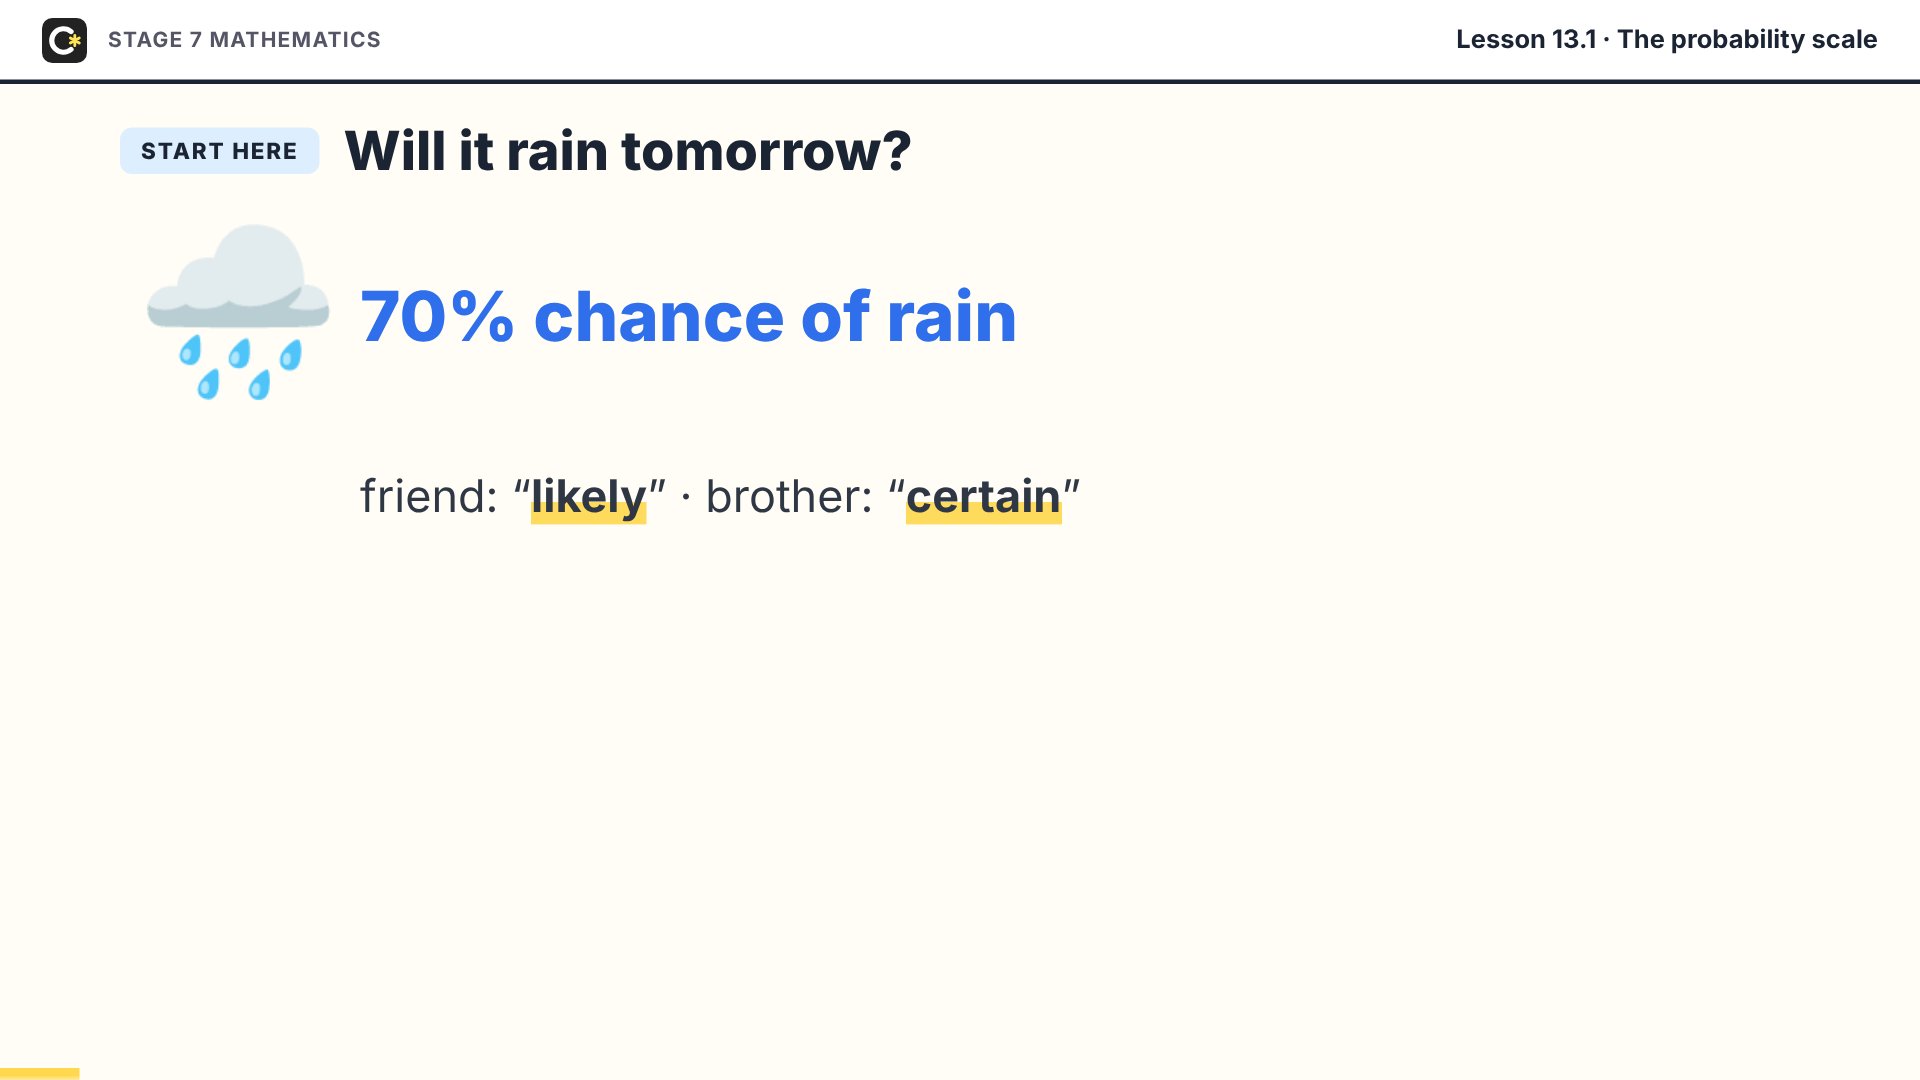 STAGE 7 MATHEMATICS
Lesson 13.1 · The probability scale
START HERE
Will it rain tomorrow?
70% chance of rain
friend: “likely” · brother: “certain”